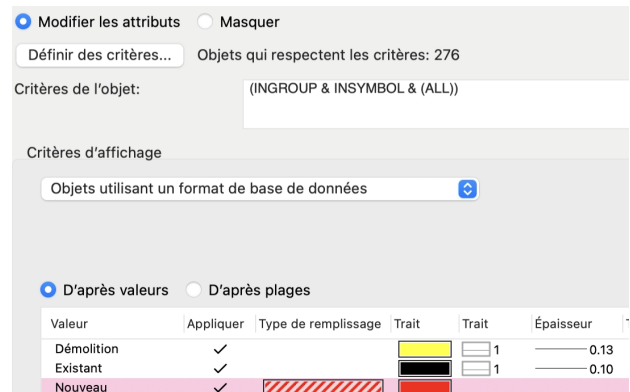 Modifier les attributs Masquer
Définir des critères... Objets qui respectent les critères: 276
Critères de l'objet: (INGROUP & INSYMBOL & (ALL))
Critères d'affichage
Objets utilisant un format de base de données
D'après valeurs D'après plages
Valeur Appliquer Type de remplissage Trait Trait Épaisseur
Démolition 1 0.13
Existant 1 0.10
Nouveau